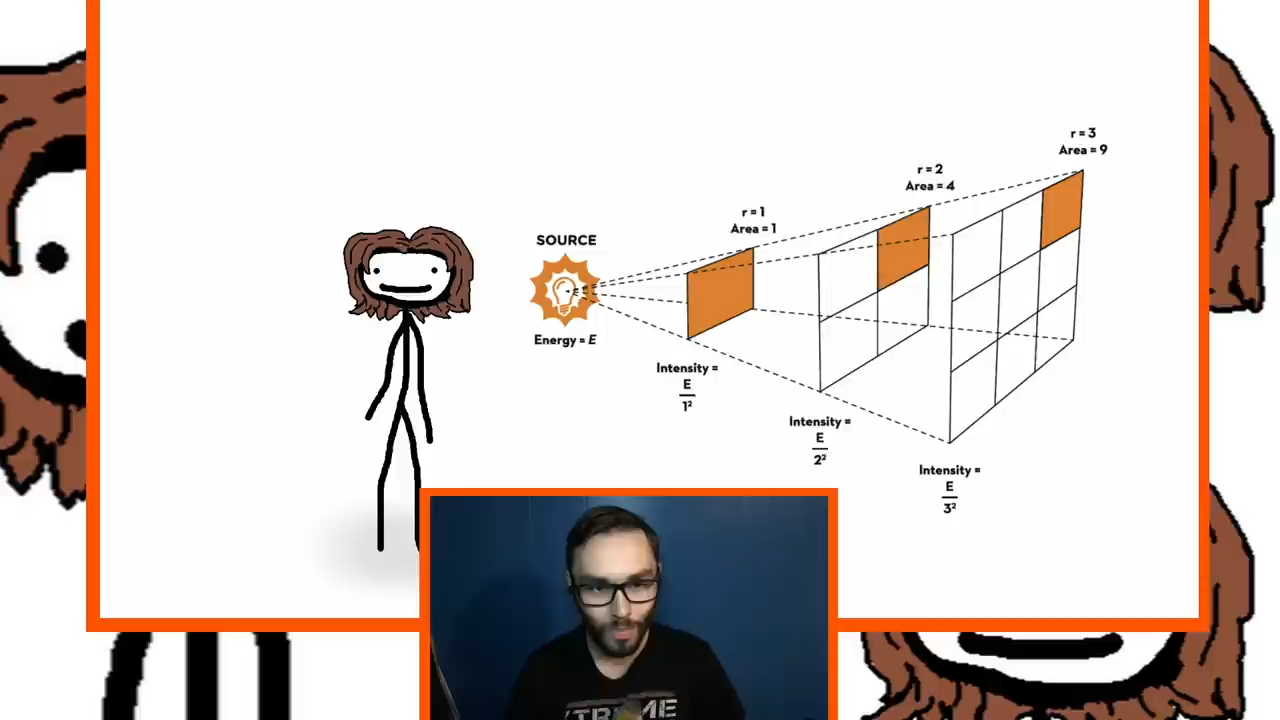 r = 3
Area = 9
r = 2
Area = 4
r = 1
Area = 1
SOURCE
Energy = E
Intensity =
E
1²
Intensity =
E
2²
Intensity =
E
3²